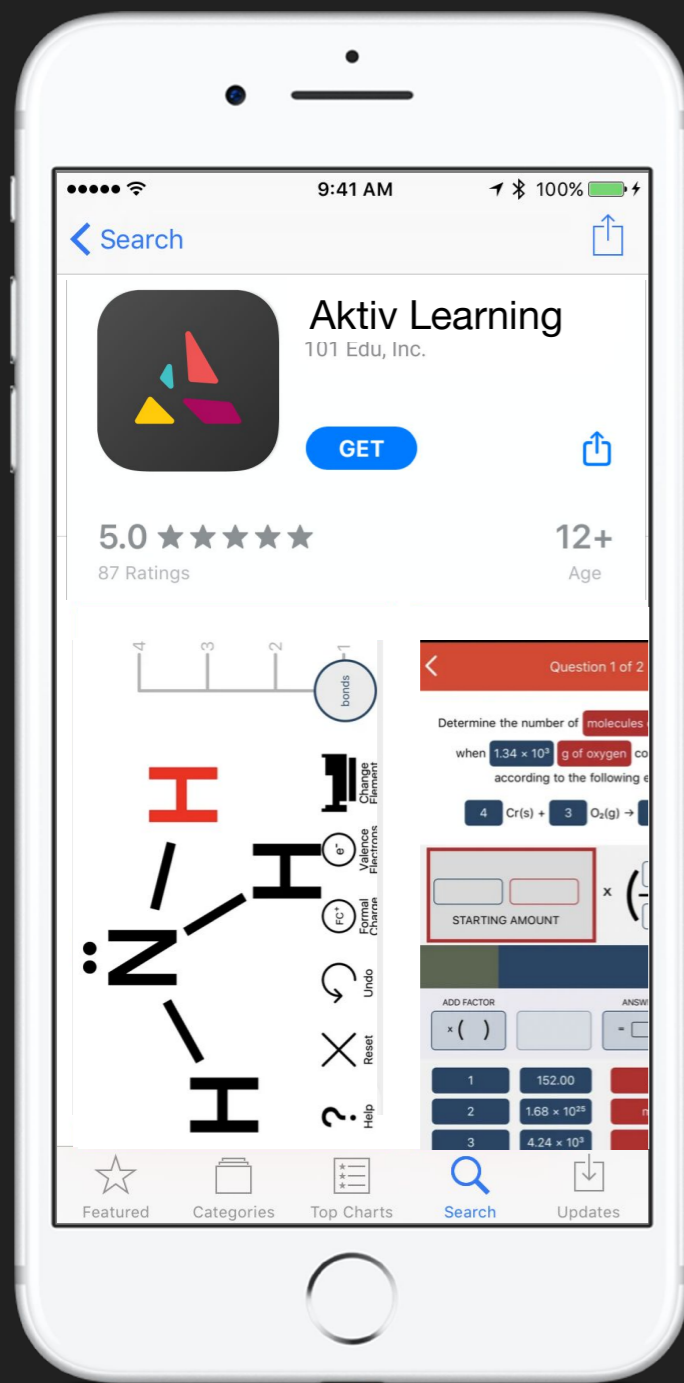 9:41 AM
100%
Search
Aktiv Learning
101 Edu, Inc.
GET
5.0
12+
87 Ratings
Age
4
3
2
1
bonds
H
H
N
H
Change Element
e⁻
Valence Electrons
FC⁺
Formal Charge
Undo
Reset
?
Help
Question 1 of 2
Determine the number of molecules
when 1.34 × 10³ g of oxygen co
according to the following e
4 Cr(s) + 3 O₂(g) →
STARTING AMOUNT
×
(
ADD FACTOR
ANSW
×( )
=
1
152.00
2
1.68 × 10²⁵
3
4.24 × 10³
Featured
Categories
Top Charts
Search
Updates